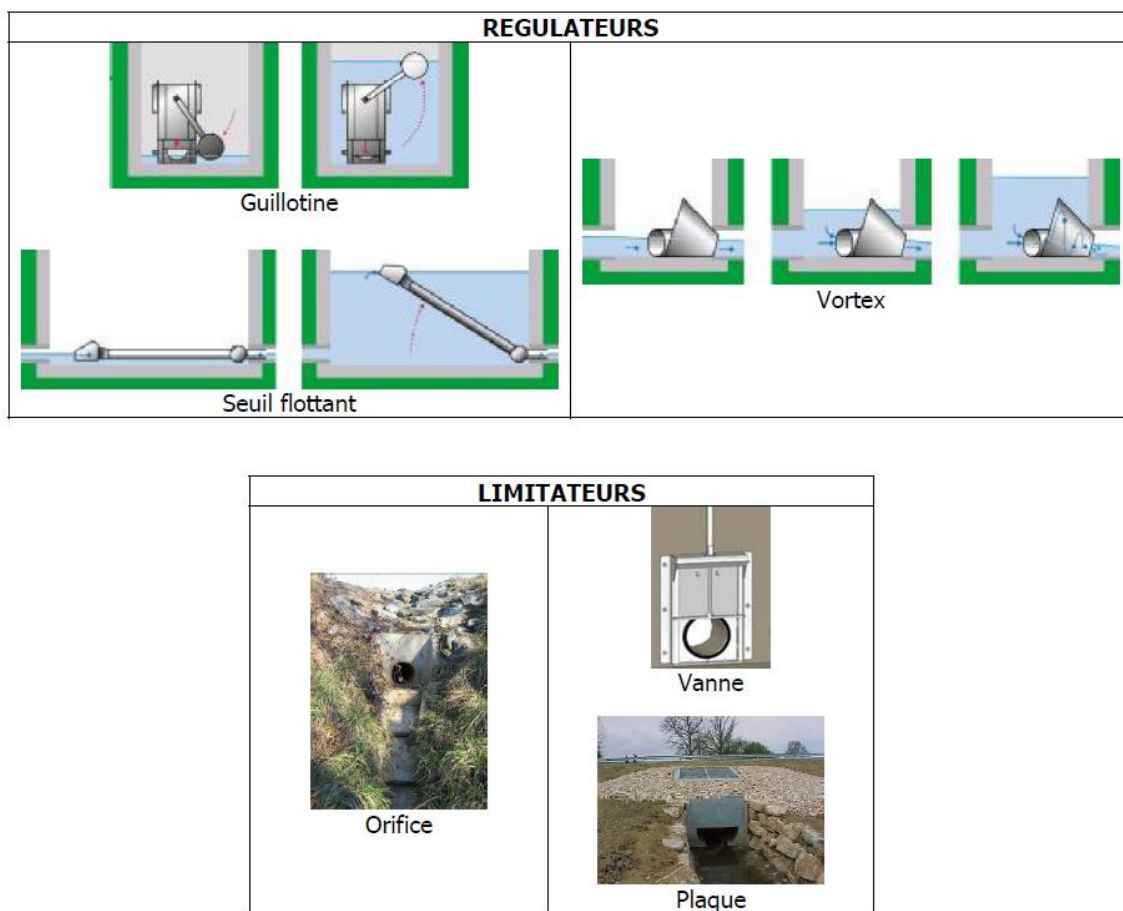 REGULATEURS
Guillotine
Seuil flottant
Vortex
LIMITATEURS
Orifice
Vanne
Plaque